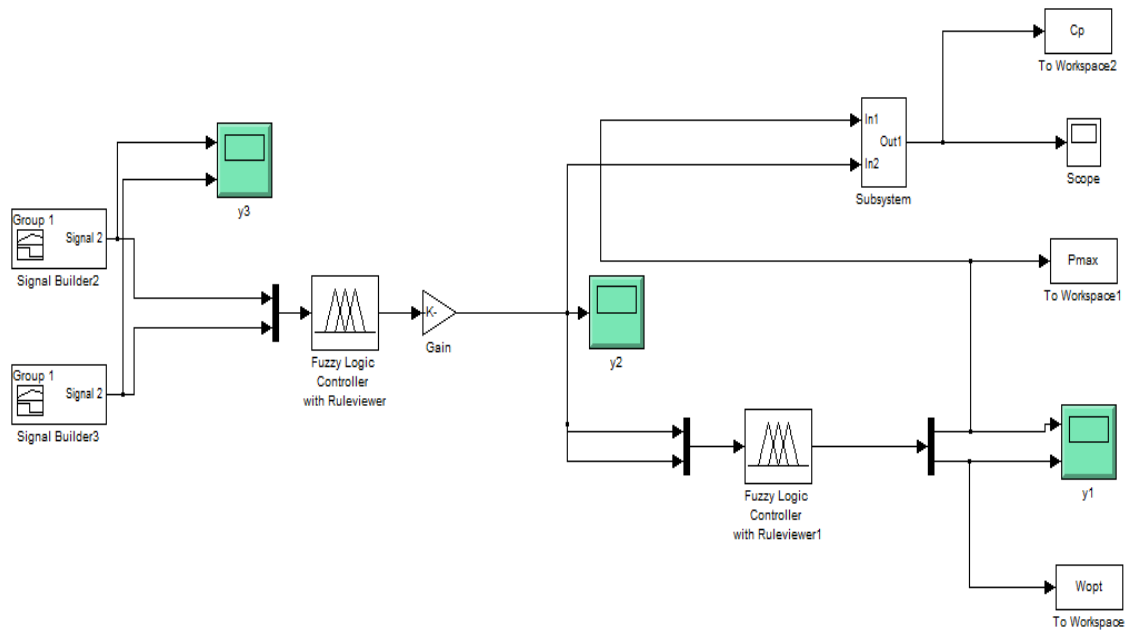 Cp
To Workspace2
In1
Out1
In2
Subsystem
Scope
y3
Group 1
Signal 2
Signal Builder2
Pmax
To Workspace1
-K-
Gain
Fuzzy Logic
Controller
with Ruleviewer
y2
Group 1
Signal 2
Signal Builder3
Fuzzy Logic
Controller
with Ruleviewer1
y1
Wopt
To Workspace